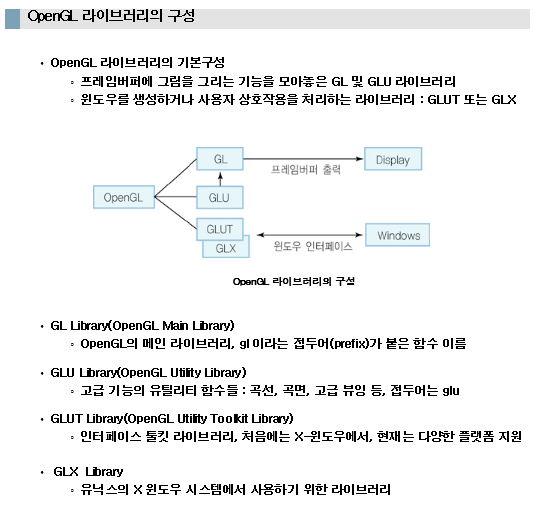 OpenGL 라이브러리의 구성
• OpenGL 라이브러리의 기본구성
◦ 프레임버퍼에 그림을 그리는 기능을 모아놓은 GL 및 GLU 라이브러리
◦ 윈도우를 생성하거나 사용자 상호작용을 처리하는 라이브러리 : GLUT 또는 GLX
GL
Display
프레임버퍼 출력
OpenGL
GLU
GLUT
GLX
윈도우 인터페이스
Windows
OpenGL 라이브러리의 구성
• GL Library(OpenGL Main Library)
◦ OpenGL의 메인 라이브러리, gl 이라는 접두어(prefix)가 붙은 함수 이름
• GLU Library(OpenGL Utility Library)
◦ 고급 기능의 유틸리티 함수들 : 곡선, 곡면, 고급 뷰잉 등, 접두어는 glu
• GLUT Library(OpenGL Utility Toolkit Library)
◦ 인터페이스 툴킷 라이브러리, 처음에는 X-윈도우에서, 현재는 다양한 플랫폼 지원
• GLX Library
◦ 유닉스의 X 윈도우 시스템에서 사용하기 위한 라이브러리